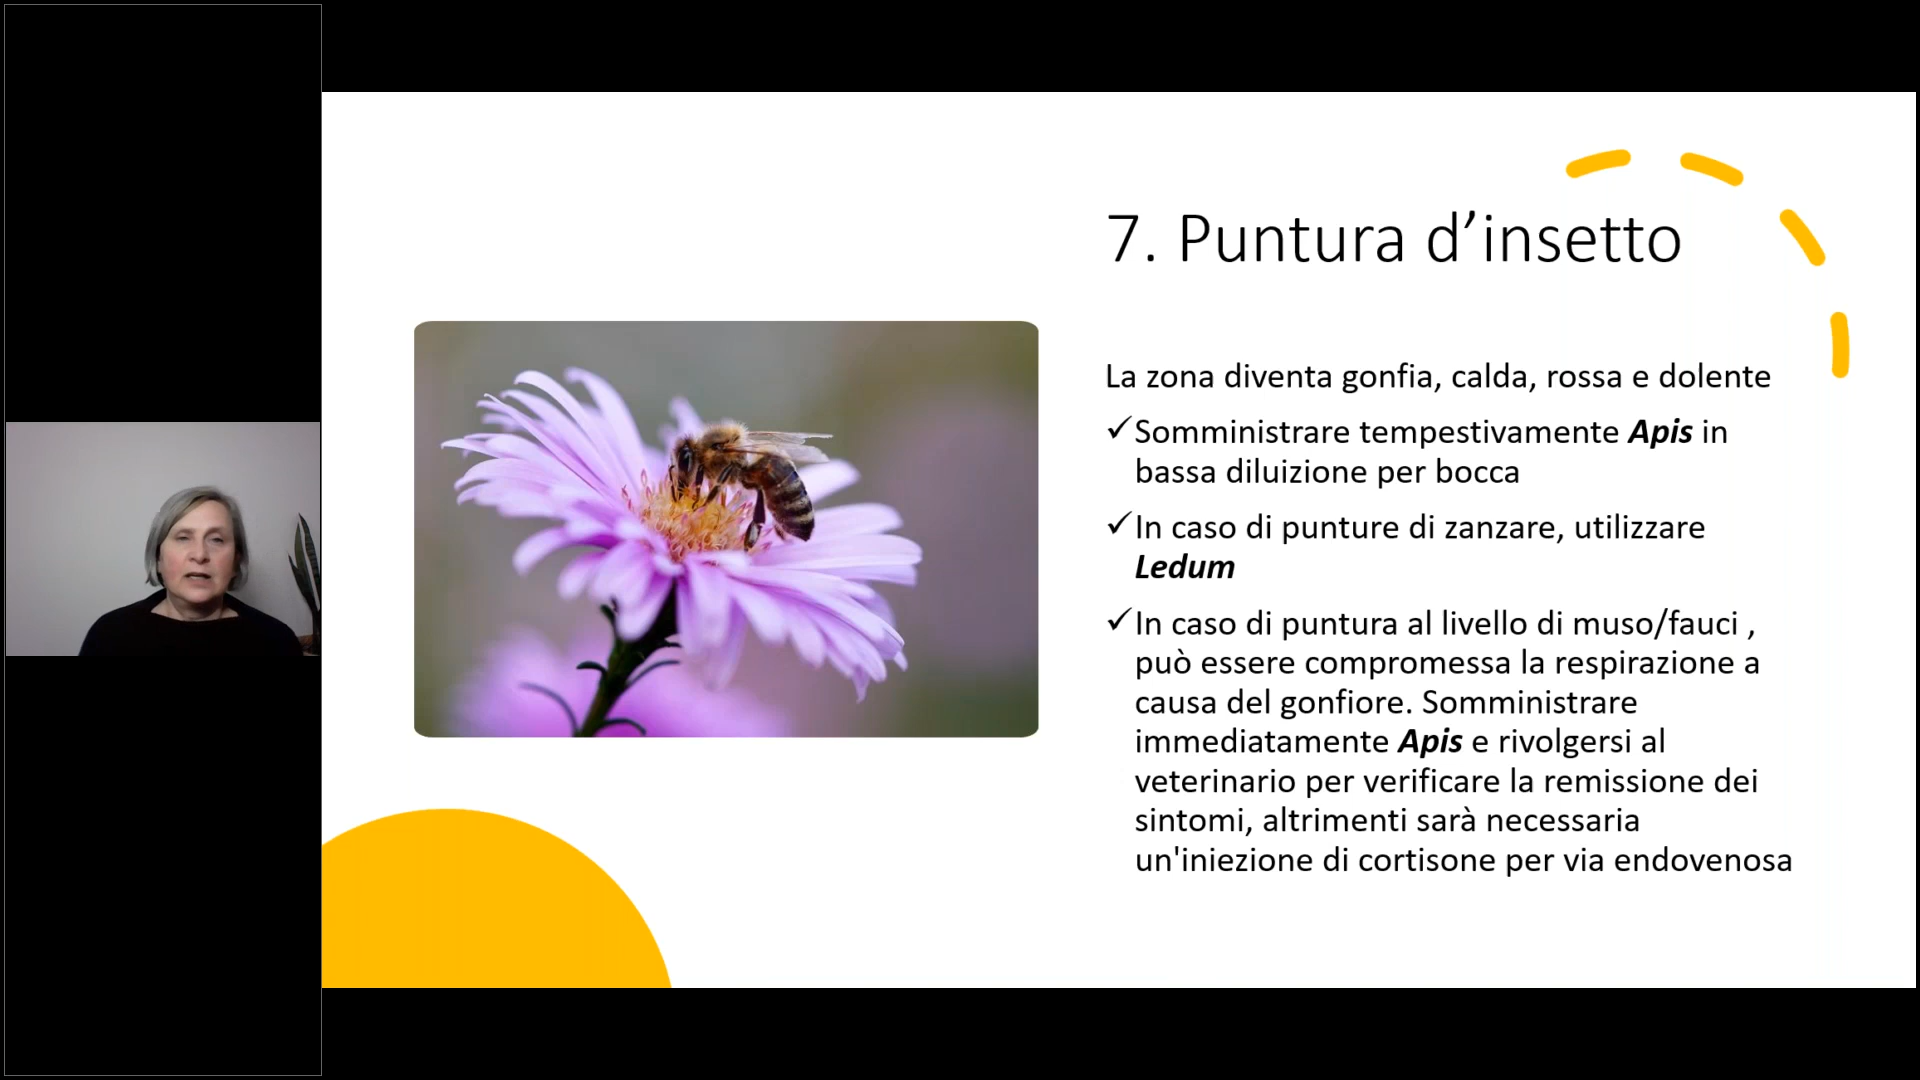 7. Puntura d’insetto
La zona diventa gonfia, calda, rossa e dolente
✓Somministrare tempestivamente Apis in
bassa diluizione per bocca
✓In caso di punture di zanzare, utilizzare
Ledum
✓In caso di puntura al livello di muso/fauci ,
può essere compromessa la respirazione a
causa del gonfiore. Somministrare
immediatamente Apis e rivolgersi al
veterinario per verificare la remissione dei
sintomi, altrimenti sarà necessaria
un'iniezione di cortisone per via endovenosa